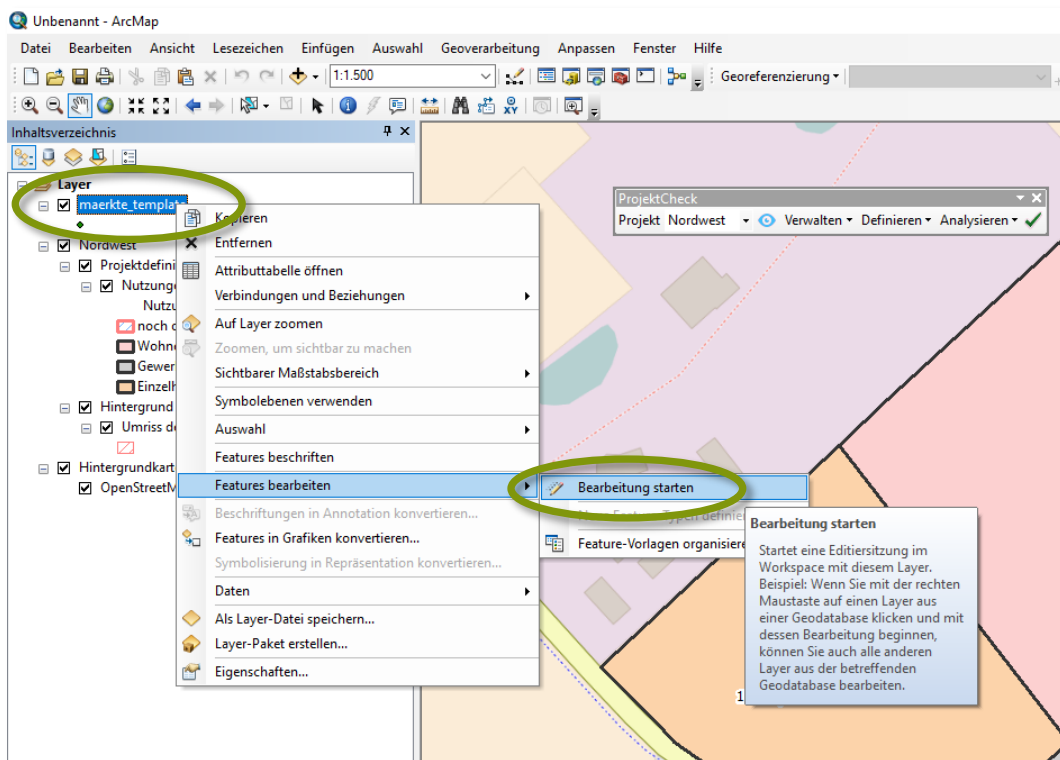 Unbenannt - ArcMap
Datei Bearbeiten Ansicht Lesezeichen Einfügen Auswahl Geoverarbeitung Anpassen Fenster Hilfe
1:1.500
Georeferenzierung
Inhaltsverzeichnis
Layer
maerkte_template
Nordwest
Projektdefini
Nutzung
Nutzu
noch
Wohn
Gewer
Einzelh
Hintergrund
Umriss d
Hintergrundkart
OpenStreetM
Kopieren
Entfernen
Attributtabelle öffnen
Verbindungen und Beziehungen
Auf Layer zoomen
Zoomen, um sichtbar zu machen
Sichtbarer Maßstabsbereich
Symbolebenen verwenden
Auswahl
Features beschriften
Features bearbeiten
Beschriftungen in Annotation konvertieren...
Features in Grafiken konvertieren...
Symbolisierung in Repräsentation konvertieren...
Daten
Als Layer-Datei speichern...
Layer-Paket erstellen...
Eigenschaften...
Bearbeitung starten
Feature-Typen definie
Feature-Vorlagen organisiere
ProjektCheck
Projekt Nordwest Verwalten Definieren Analysieren
Bearbeitung starten
Startet eine Editiersitzung im
Workspace mit diesem Layer.
Beispiel: Wenn Sie mit der rechten
Maustaste auf einen Layer aus
einer Geodatabase klicken und mit
dessen Bearbeitung beginnen,
können Sie auch alle anderen
Layer aus der betreffenden
Geodatabase bearbeiten.
1